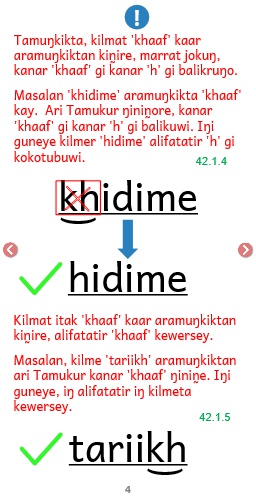 !
Tamuŋkikta, kilmat 'khaaf' kaar
aramuŋkiktan kiŋire, marrat jokuŋ,
kanar 'khaaf' gi kanar 'h' gi balikruŋo.
Masalan 'khidime' aramuŋkikta 'khaaf'
kay. Ari Tamukur ŋiniŋore, kanar
'khaaf' gi kanar 'h' gi balikuwi. Iŋi
guneye kilmer 'hidime' alifatatir 'h' gi
kokotubuwi.
42.1.4
khidime
hidime
Kilmat itak 'khaaf' kaar aramuŋkiktan
kiŋire, alifatatir 'khaaf' kewersey.
Masalan, kilme 'tariikh' aramuŋkiktan
ari Tamukur kanar 'khaaf' ŋiniŋe. Iŋi
guneye, iŋ alifatatir iŋ kilmeta
kewersey.
42.1.5
tariikh
4